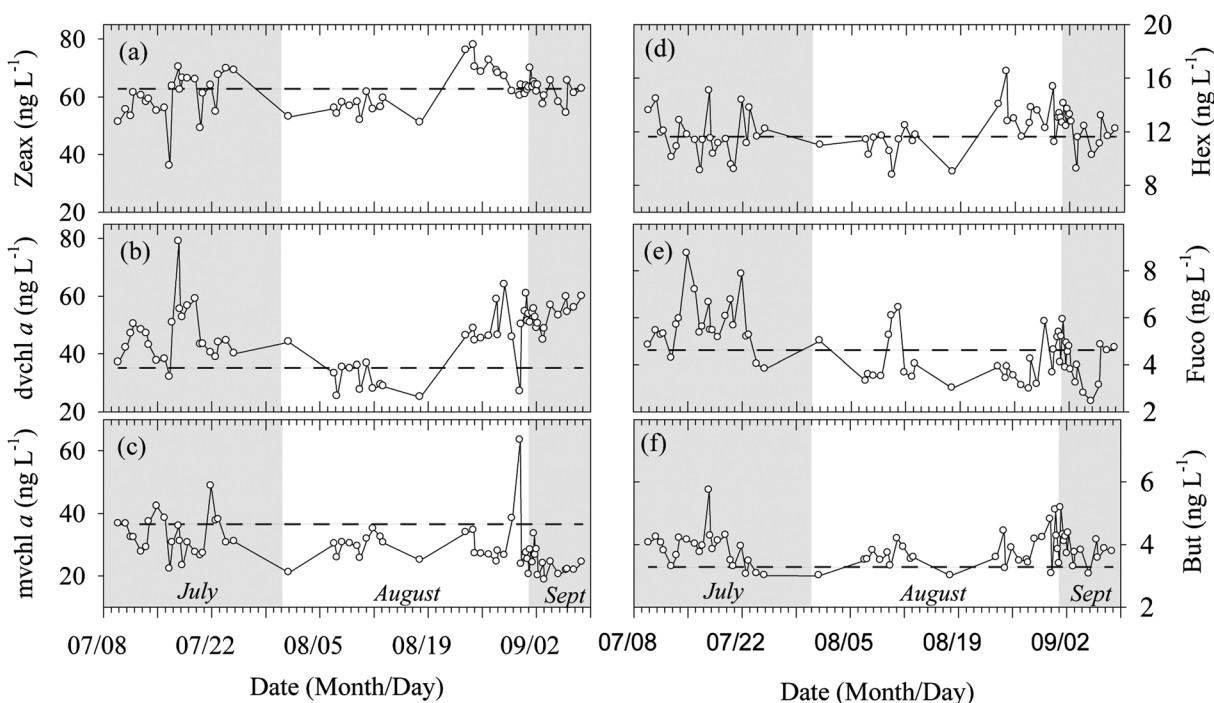 (a)
80
60
40
20
Zeax (ng L⁻¹)
(d)
20
16
12
8
Hex (ng L⁻¹)
(b)
80
60
40
20
dvchl a (ng L⁻¹)
(e)
8
6
4
2
Fuco (ng L⁻¹)
(c)
60
40
20
mvchl a (ng L⁻¹)
July
August
Sept
(f)
6
4
2
But (ng L⁻¹)
July
August
Sept
07/08 07/22 08/05 08/19 09/02
07/08 07/22 08/05 08/19 09/02
Date (Month/Day)
Date (Month/Day)